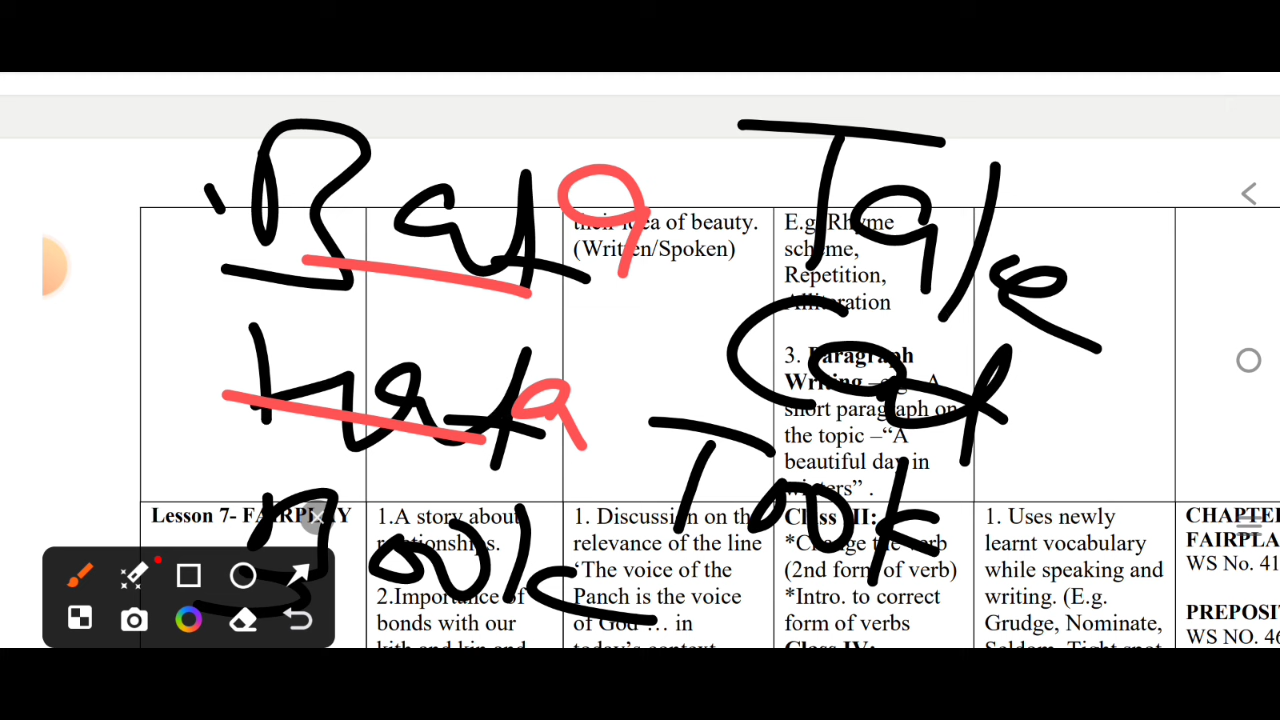 Rat a
Tale
hat a
Cat
Took
Book
their idea of beauty.
(Written/Spoken)
E.g. Rhyme
scheme,
Repetition,
Alliteration
3. Paragraph
Writing –e.g. A
short paragraph on
the topic –“A
beautiful day in
winters” .
Lesson 7- FAIRPLAY
1.A story about
relationships.
2.Importance of
bonds with our
kith and kin and
1. Discussion on the
relevance of the line
‘The voice of the
Panch is the voice
of God’… in
today’s context
Class III:
*Change the verb
(2nd form of verb)
*Intro. to correct
form of verbs
Class IV:
1. Uses newly
learnt vocabulary
while speaking and
writing. (E.g.
Grudge, Nominate,
Seldom, Tight spot
CHAPTE
FAIRPLA
WS No. 41
PREPOSIT
WS NO. 46